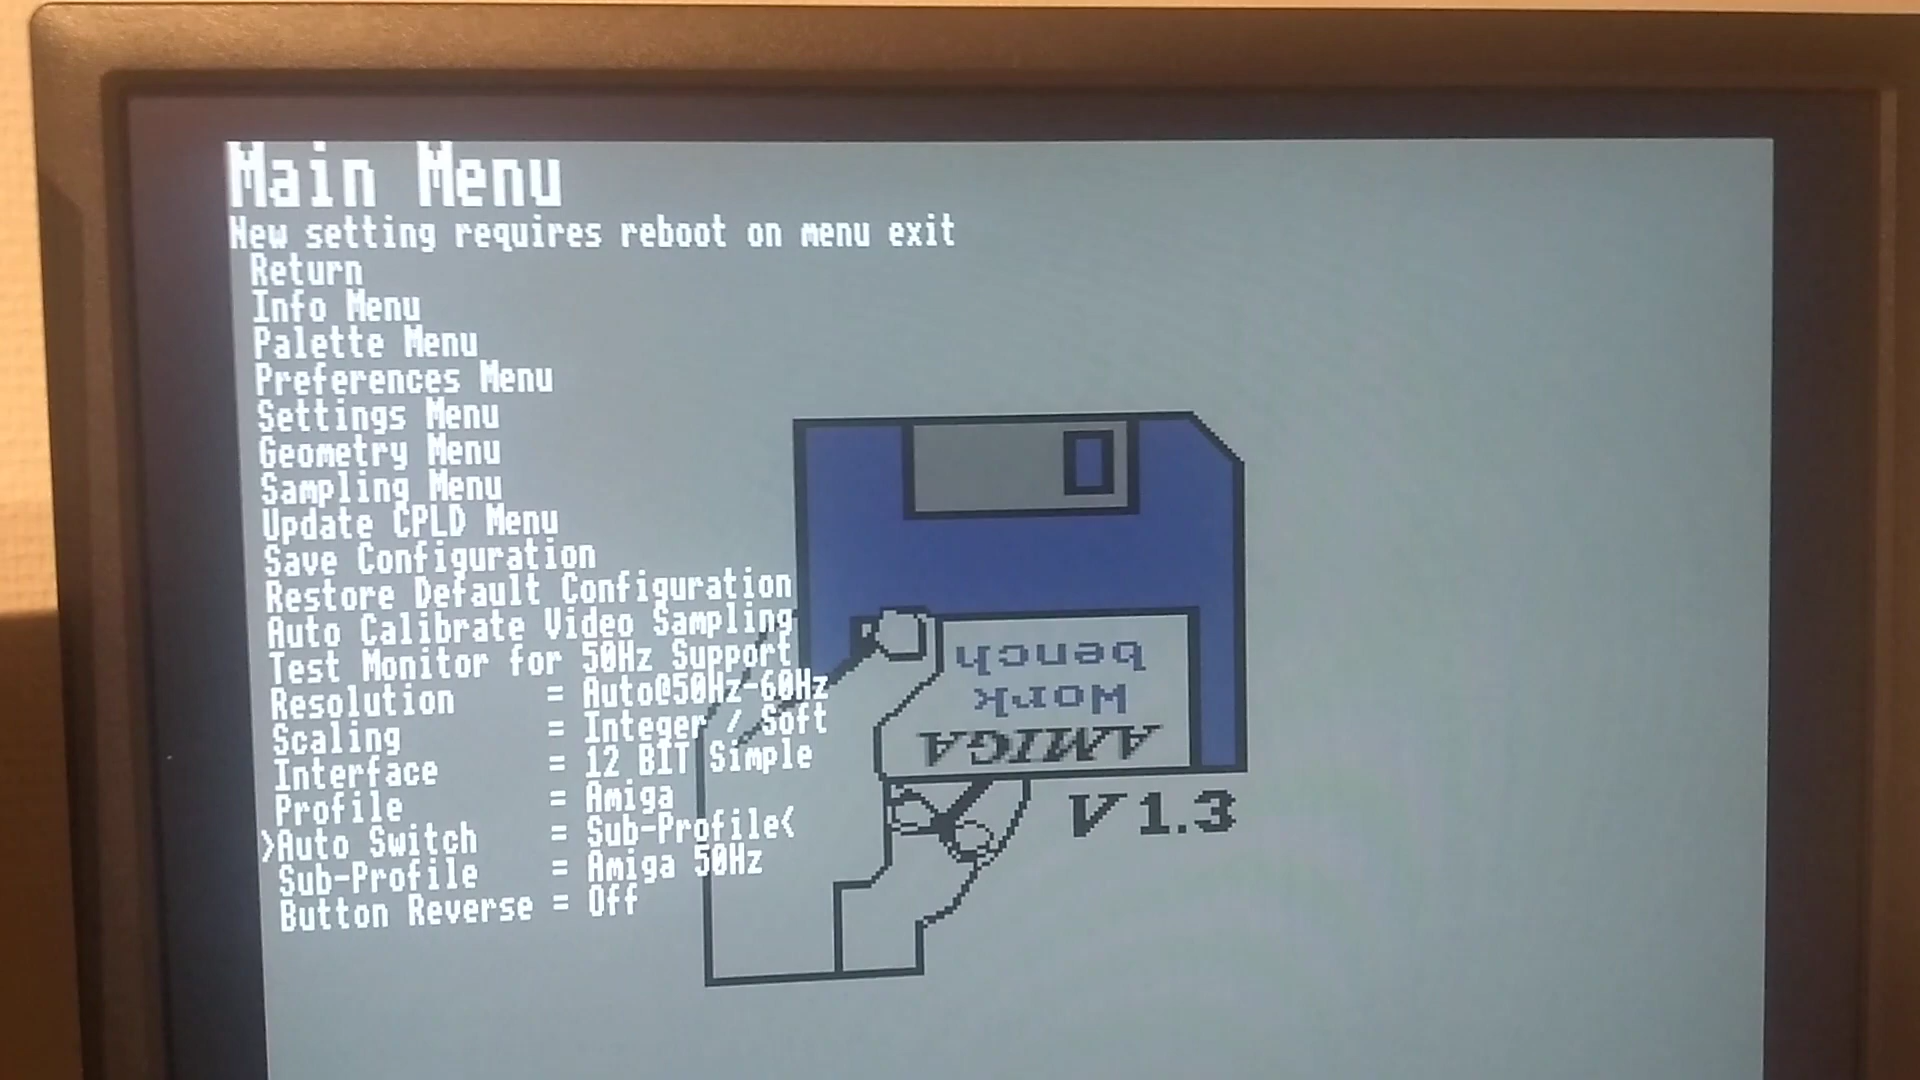 Main Menu
New setting requires reboot on menu exit
Return
Info Menu
Palette Menu
Preferences Menu
Settings Menu
Geometry Menu
Sampling Menu
Update CPLD Menu
Save Configuration
Restore Default Configuration
Auto Calibrate Video Sampling
Test Monitor for 50Hz Support
Resolution = Auto@50Hz-60Hz
Scaling = Integer / Soft
Interface = 12 BIT Simple
Profile = Amiga
>Auto Switch = Sub-Profile<
Sub-Profile = Amiga 50Hz
Button Reverse = Off
AMIGA
Work
bench
V1.3